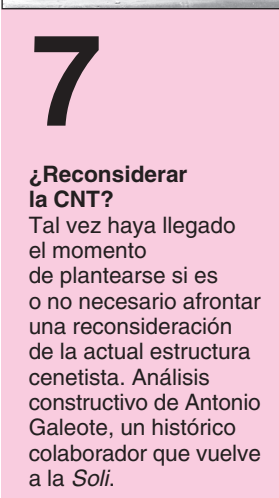 7
¿Reconsiderar
la CNT?
Tal vez haya llegado
el momento
de plantearse si es
o no necesario afrontar
una reconsideración
de la actual estructura
cenetista. Análisis
constructivo de Antonio
Galeote, un histórico
colaborador que vuelve
a la Soli.